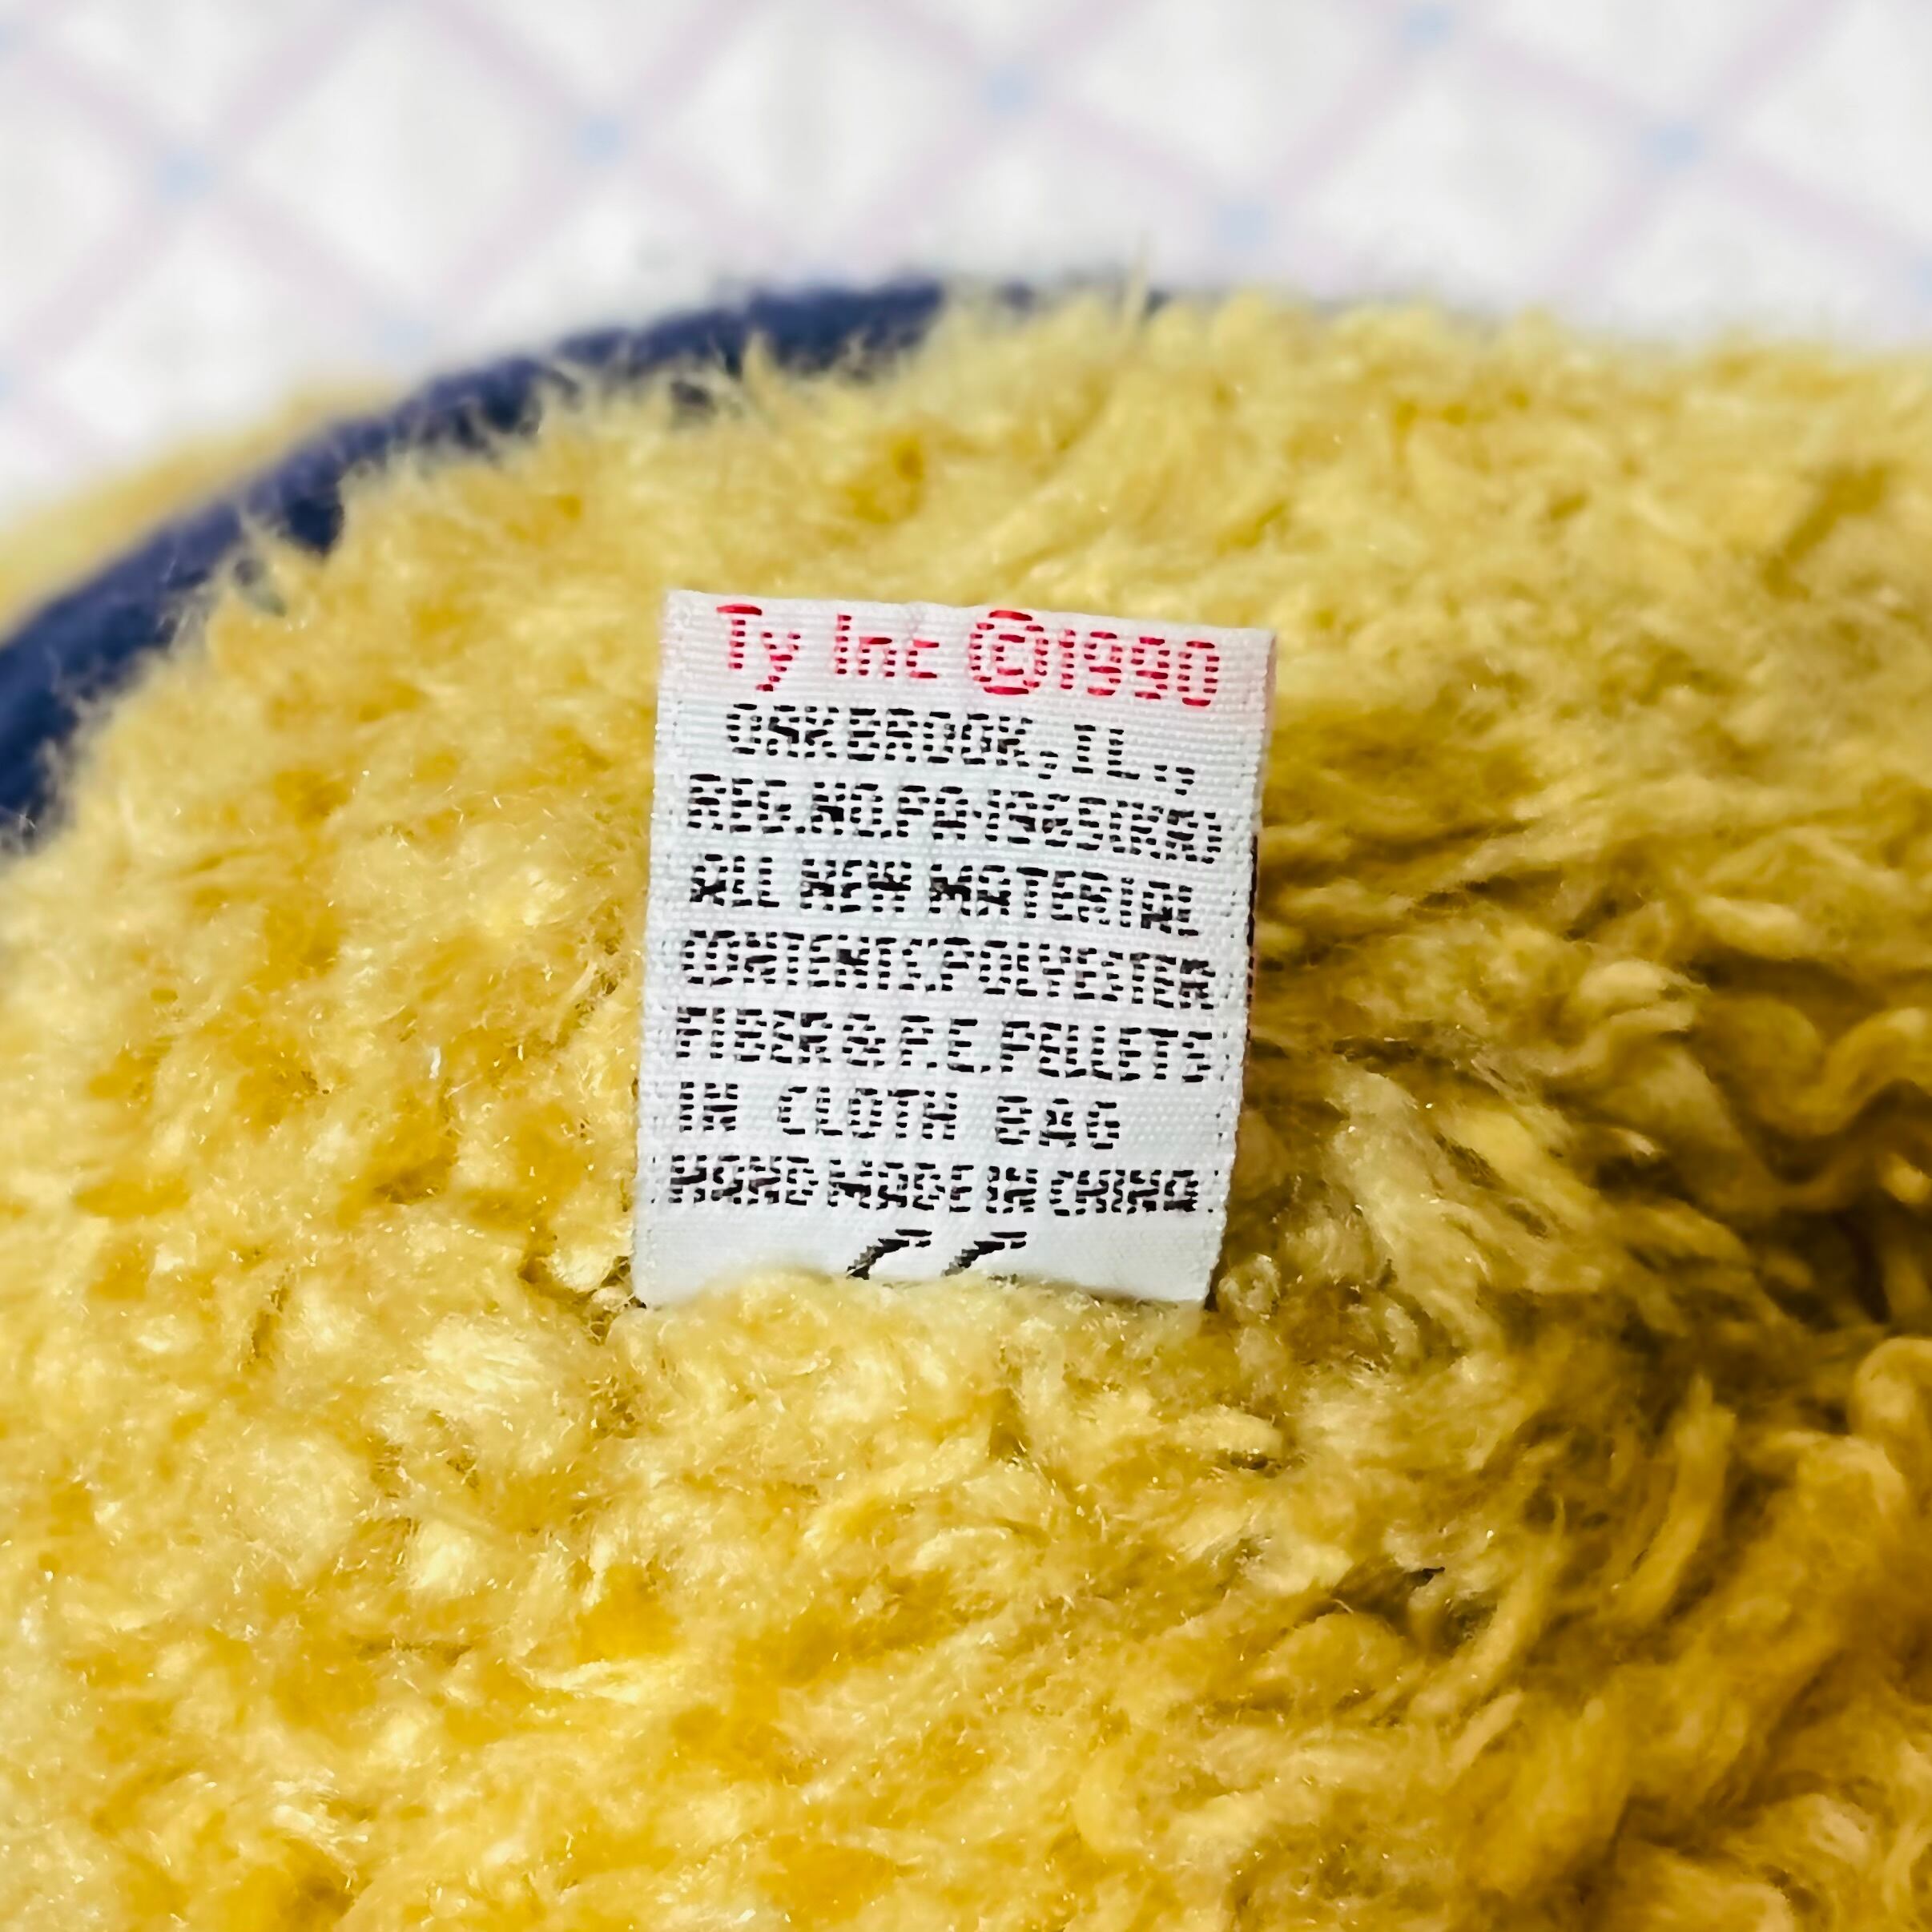 Ty Inc ©1990
OAKBROOK, IL.,
REG.NO.PA-1965(KR)
ALL NEW MATERIAL
CONTENTS:POLYESTER
FIBER & P.E.PELLETS
IN CLOTH BAG
HAND MADE IN CHINA.